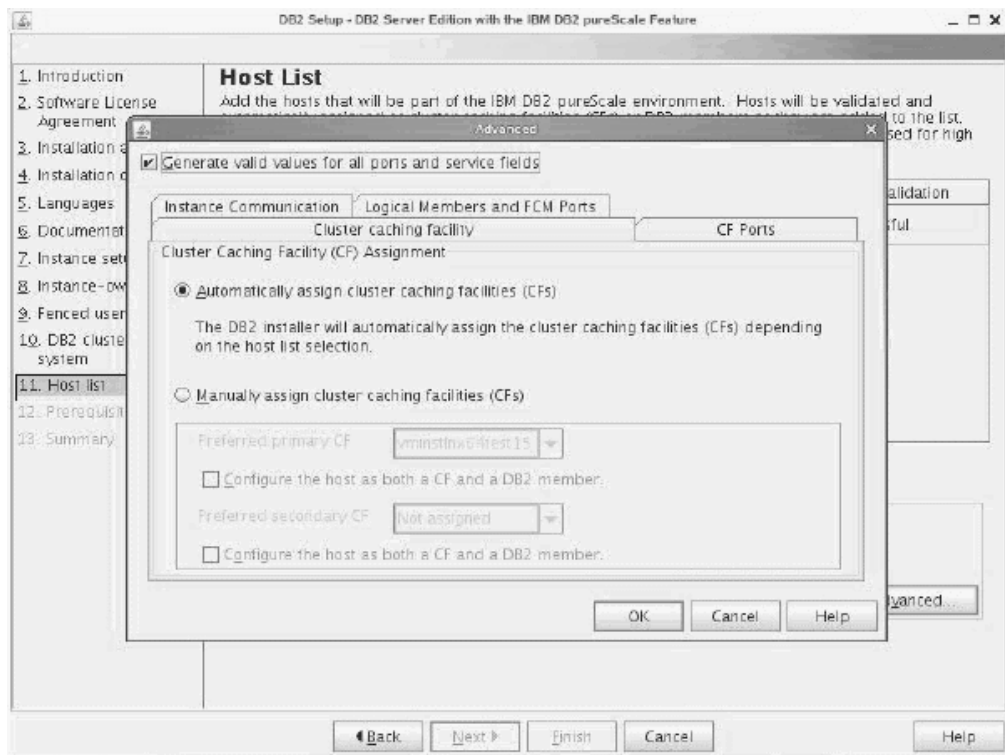 DB2 Setup - DB2 Server Edition with the IBM DB2 pureScale Feature
1. Introduction
2. Software License
Agreement
3. Installation a
4. Installation o
5. Languages
6. Documentat
7. Instance setu
8. Instance-ow
9. Fenced user
10. DB2 cluste
system
11. Host list
12. Prerequisit
13. Summary
Host List
Add the hosts that will be part of the IBM DB2 pureScale environment. Hosts will be validated and
to the list.
sed for high
alidation
sful
Advanced
Generate valid values for all ports and service fields
Instance Communication
Logical Members and FCM Ports
Cluster caching facility
CF Ports
Cluster Caching Facility (CF) Assignment
Automatically assign cluster caching facilities (CFs)
The DB2 installer will automatically assign the cluster caching facilities (CFs) depending
on the host list selection.
Manually assign cluster caching facilities (CFs)
Preferred primary CF
vminstlnx64test15
Configure the host as both a CF and a DB2 member.
Preferred secondary CF
Not assigned
Configure the host as both a CF and a DB2 member.
OK
Cancel
Help
dvanced...
Back
Next
Finish
Cancel
Help